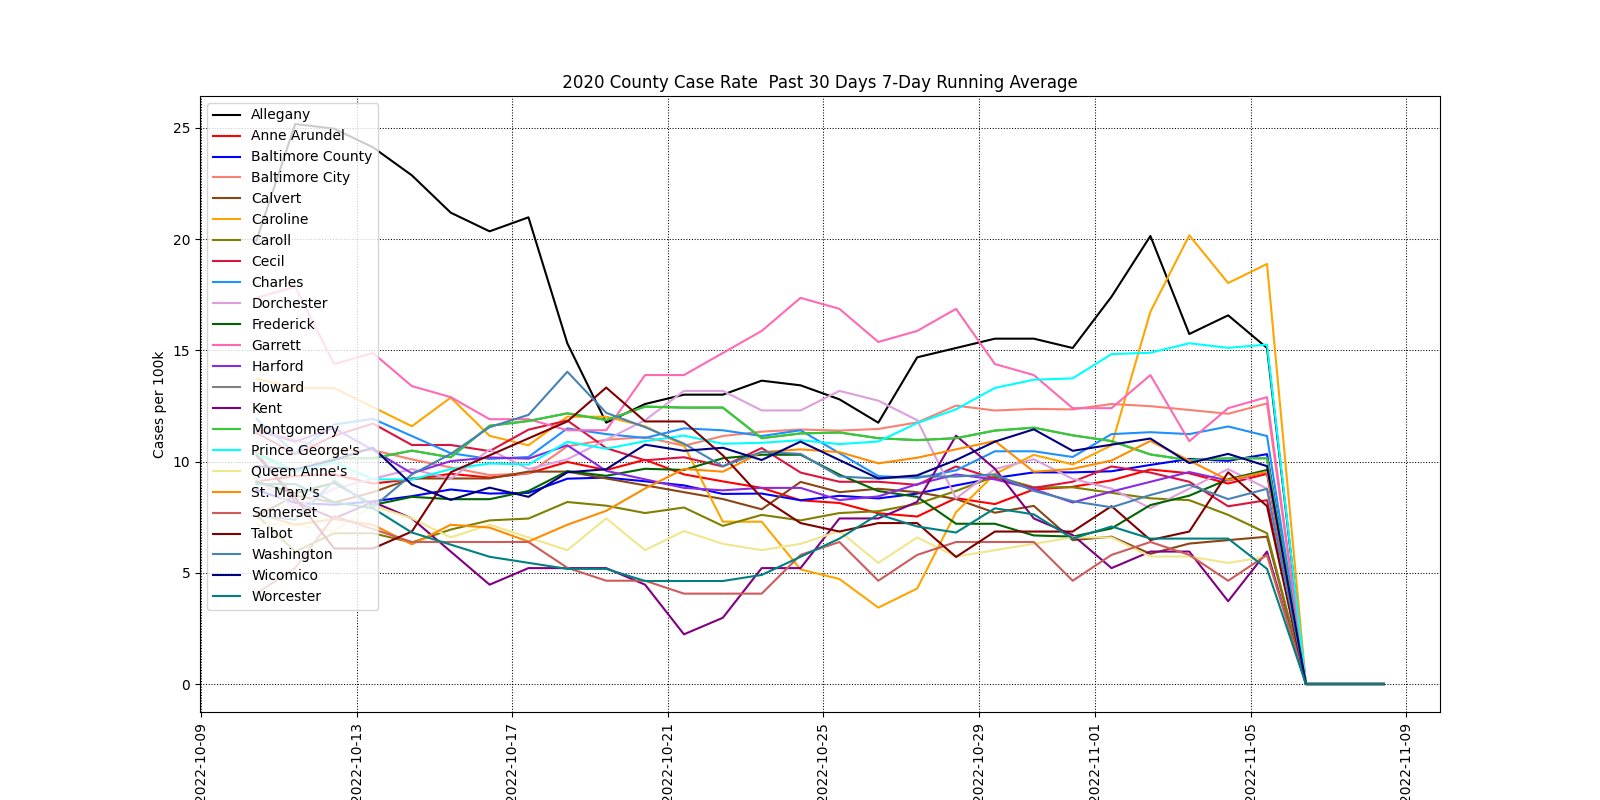 2020 County Case Rate  Past 30 Days 7-Day Running Average
Cases per 100k
25
20
15
10
5
0
Allegany
Anne Arundel
Baltimore County
Baltimore City
Calvert
Caroline
Caroll
Cecil
Charles
Dorchester
Frederick
Garrett
Harford
Howard
Kent
Montgomery
Prince George's
Queen Anne's
St. Mary's
Somerset
Talbot
Washington
Wicomico
Worcester
2022-10-09
2022-10-13
2022-10-17
2022-10-21
2022-10-25
2022-10-29
2022-11-01
2022-11-05
2022-11-09